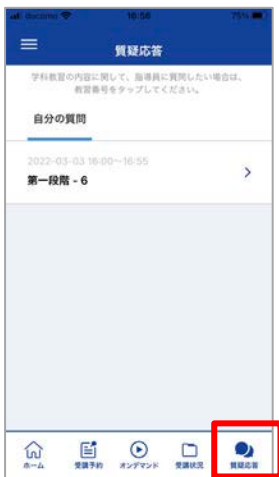 docomo 16:56 75%
質疑応答
学科教習の内容に関して、指導員に質問したい場合は、
教習番号をタップしてください。
自分の質問
2022-03-03 16:00~16:55
第一段階 - 6
ホーム 受講予約 オンデマンド 受講状況 質疑応答